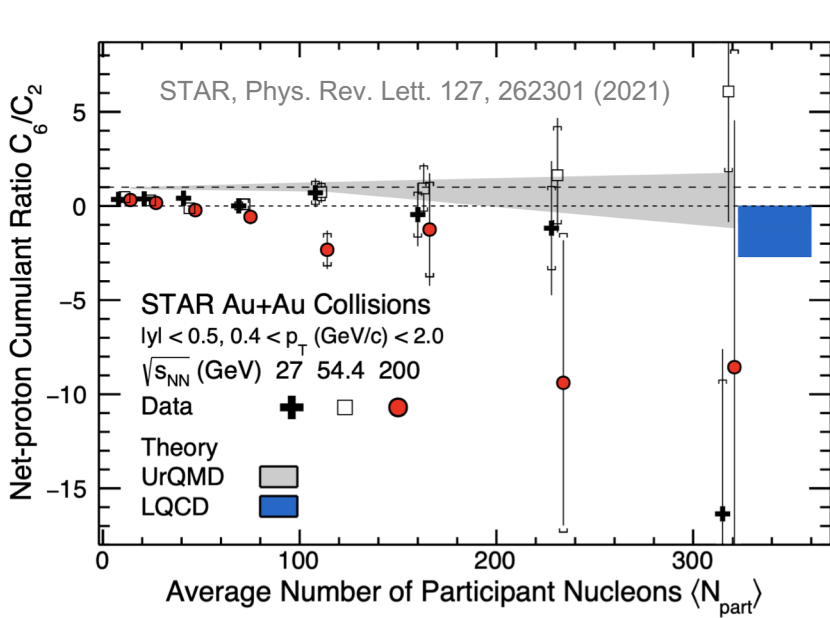 STAR, Phys. Rev. Lett. 127, 262301 (2021)
Net-proton Cumulant Ratio C6/C2
5
0
−5
−10
−15
STAR Au+Au Collisions
|y| < 0.5, 0.4 < pT (GeV/c) < 2.0
√sNN (GeV) 27 54.4 200
Data
Theory
UrQMD
LQCD
0 100 200 300
Average Number of Participant Nucleons ⟨Npart⟩